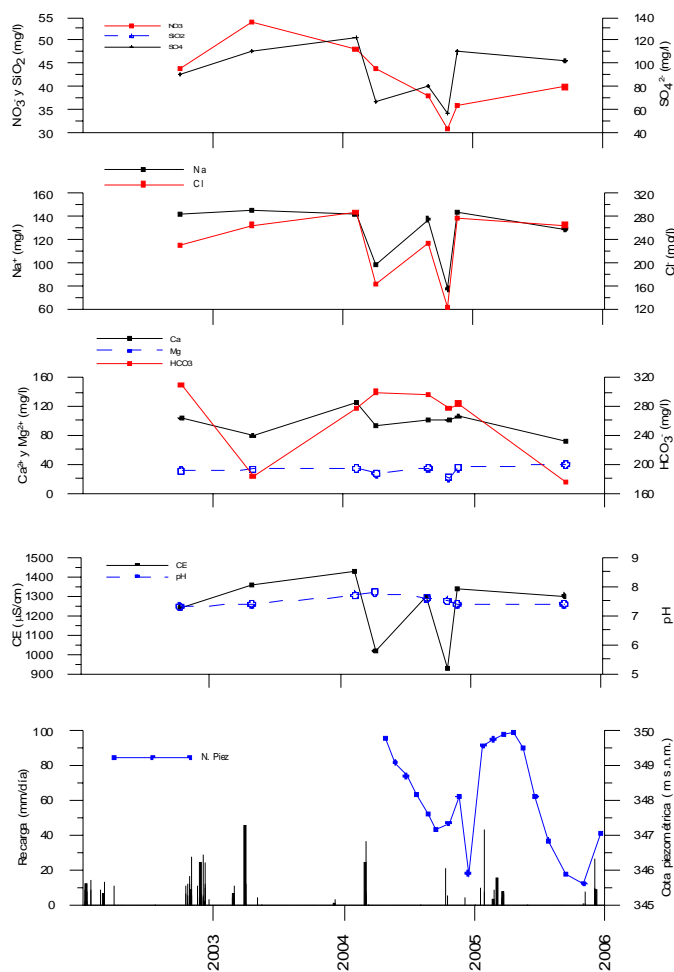 NO3
SiO2
SO4
NO₃⁻ y SiO₂ (mg/l)
55
50
45
40
35
30
140
120
100
80
60
40
SO₄²⁻ (mg/l)
Na
Cl
Na⁺ (mg/l)
160
140
120
100
80
60
320
280
240
200
160
120
Cl⁻ (mg/l)
Ca
Mg
HCO3
Ca²⁺ y Mg²⁺ (mg/l)
160
120
80
40
0
320
280
240
200
160
HCO₃⁻ (mg/l)
CE
pH
CE (µS/cm)
1500
1400
1300
1200
1100
1000
900
9
8
7
6
5
pH
N. Piez
Recarga (mm/día)
100
80
60
40
20
0
350
349
348
347
346
345
Cota piezométrica (m s.n.m.)
2003
2004
2005
2006